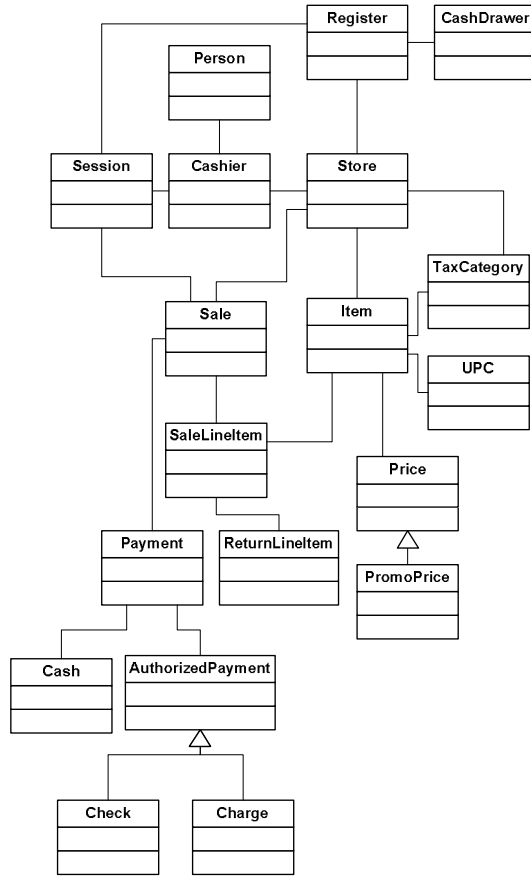 Register
CashDrawer
Person
Session
Cashier
Store
TaxCategory
Sale
Item
UPC
SaleLineItem
Price
Payment
ReturnLineItem
PromoPrice
Cash
AuthorizedPayment
Check
Charge